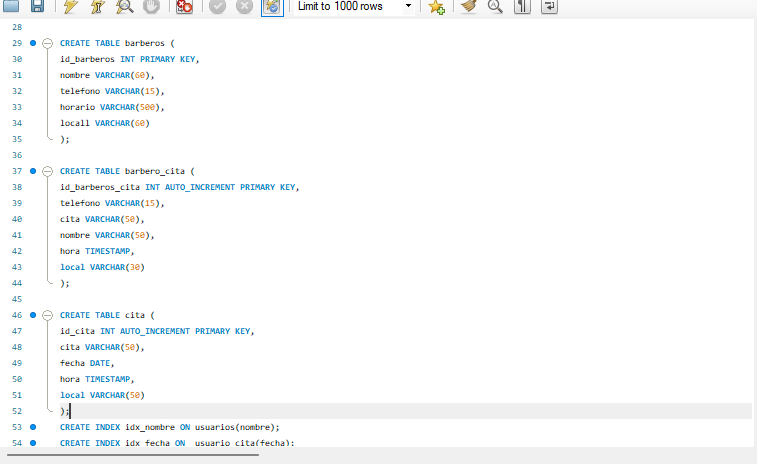 Limit to 1000 rows
28
29 CREATE TABLE barberos (
30 id_barberos INT PRIMARY KEY,
31 nombre VARCHAR(60),
32 telefono VARCHAR(15),
33 horario VARCHAR(500),
34 locall VARCHAR(60)
35 );
36
37 CREATE TABLE barbero_cita (
38 id_barberos_cita INT AUTO_INCREMENT PRIMARY KEY,
39 telefono VARCHAR(15),
40 cita VARCHAR(50),
41 nombre VARCHAR(50),
42 hora TIMESTAMP,
43 local VARCHAR(30)
44 );
45
46 CREATE TABLE cita (
47 id_cita INT AUTO_INCREMENT PRIMARY KEY,
48 cita VARCHAR(50),
49 fecha DATE,
50 hora TIMESTAMP,
51 local VARCHAR(50)
52 );
53 CREATE INDEX idx_nombre ON usuarios(nombre);
54 CREATE INDEX idx_fecha ON  usuario_cita(fecha);